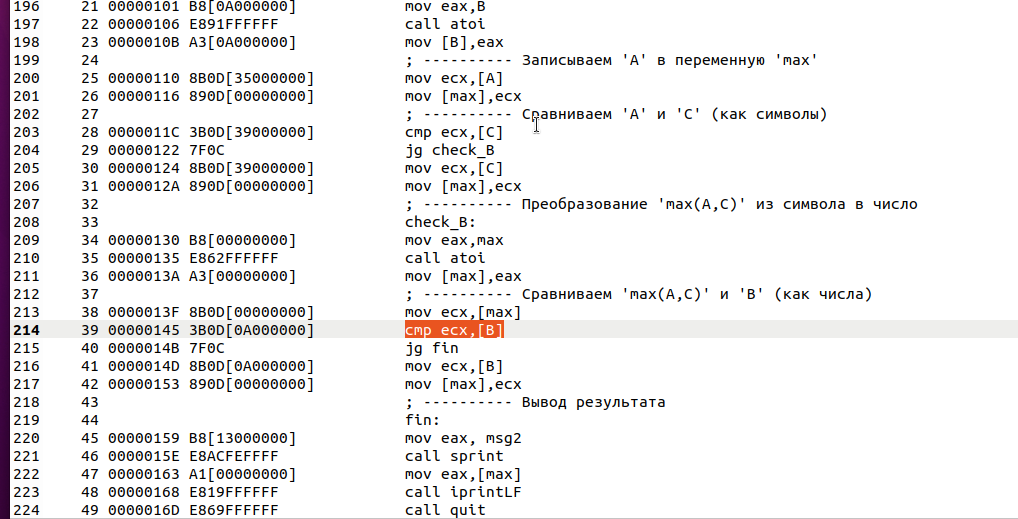 196 21 00000101 B8[0A000000] mov eax,B
197 22 00000106 E891FFFFFF call atoi
198 23 0000010B A3[0A000000] mov [B],eax
199 24 ; ---------- Записываем 'A' в переменную 'max'
200 25 00000110 8B0D[35000000] mov ecx,[A]
201 26 00000116 890D[00000000] mov [max],ecx
202 27 ; ---------- Сравниваем 'A' и 'C' (как символы)
203 28 0000011C 3B0D[39000000] cmp ecx,[C]
204 29 00000122 7F0C jg check_B
205 30 00000124 8B0D[39000000] mov ecx,[C]
206 31 0000012A 890D[00000000] mov [max],ecx
207 32 ; ---------- Преобразование 'max(A,C)' из символа в число
208 33 check_B:
209 34 00000130 B8[00000000] mov eax,max
210 35 00000135 E862FFFFFF call atoi
211 36 0000013A A3[00000000] mov [max],eax
212 37 ; ---------- Сравниваем 'max(A,C)' и 'B' (как числа)
213 38 0000013F 8B0D[00000000] mov ecx,[max]
214 39 00000145 3B0D[0A000000] cmp ecx,[B]
215 40 0000014B 7F0C jg fin
216 41 0000014D 8B0D[0A000000] mov ecx,[B]
217 42 00000153 890D[00000000] mov [max],ecx
218 43 ; ---------- Вывод результата
219 44 fin:
220 45 00000159 B8[13000000] mov eax, msg2
221 46 0000015E E8ACFEFFFF call sprint
222 47 00000163 A1[00000000] mov eax,[max]
223 48 00000168 E819FFFFFF call iprintLF
224 49 0000016D E869FFFFFF call quit